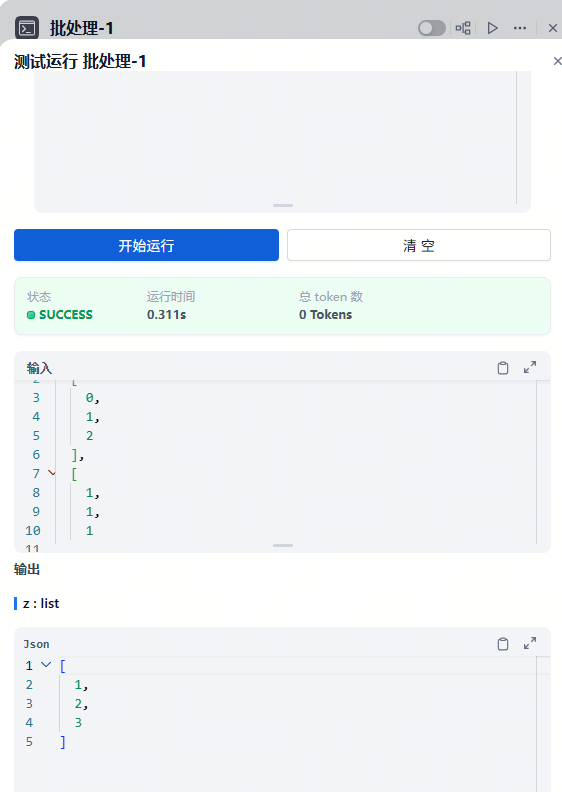 批处理-1
测试运行 批处理-1
开始运行
清 空
状态 运行时间 总 token 数
SUCCESS 0.311s 0 Tokens
输入
2 [
3 0,
4 1,
5 2
6 ],
7 [
8 1,
9 1,
10 1
11
输出
z : list
Json
1 [
2 1,
3 2,
4 3
5 ]